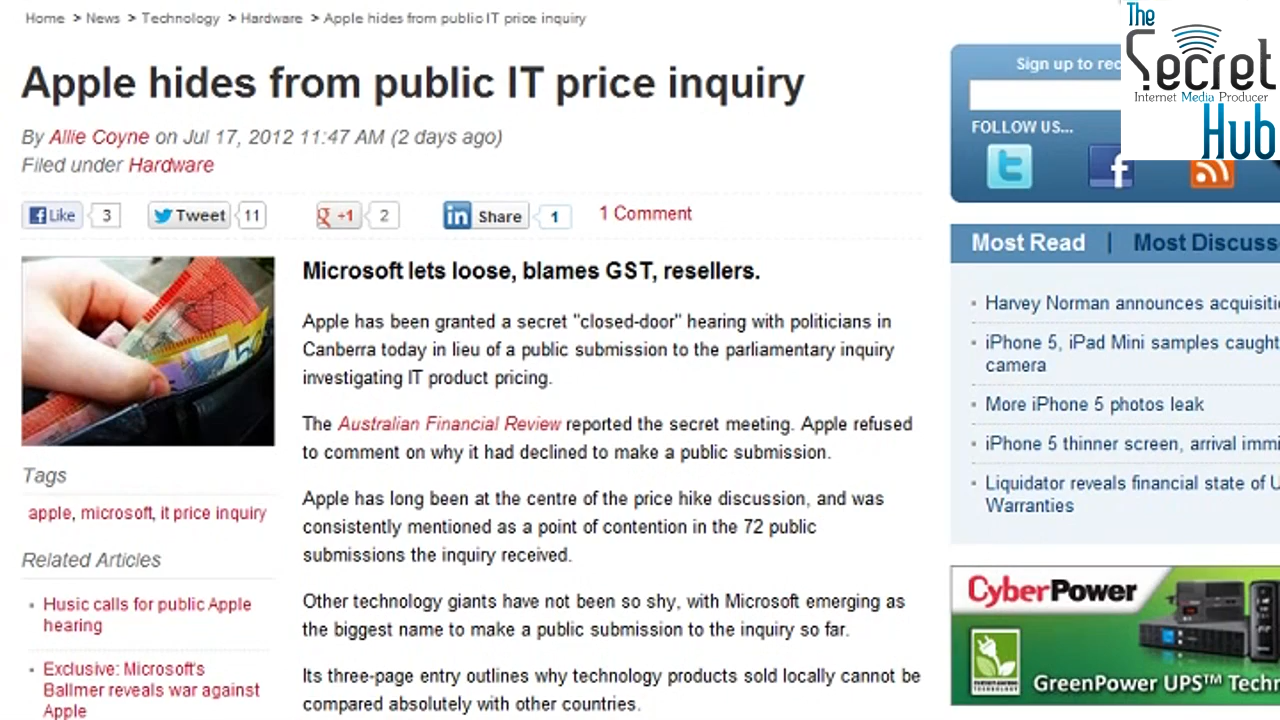 Home > News > Technology > Hardware > Apple hides from public IT price inquiry
Apple hides from public IT price inquiry
By Allie Coyne on Jul 17, 2012 11:47 AM (2 days ago)
Filed under Hardware
Like 3 Tweet 11 +1 2 Share 1 1 Comment
Microsoft lets loose, blames GST, resellers.
Apple has been granted a secret "closed-door" hearing with politicians in
Canberra today in lieu of a public submission to the parliamentary inquiry
investigating IT product pricing.
The Australian Financial Review reported the secret meeting. Apple refused
to comment on why it had declined to make a public submission.
Apple has long been at the centre of the price hike discussion, and was
consistently mentioned as a point of contention in the 72 public
submissions the inquiry received.
Other technology giants have not been so shy, with Microsoft emerging as
the biggest name to make a public submission to the inquiry so far.
Its three-page entry outlines why technology products sold locally cannot be
compared absolutely with other countries.
Tags
apple, microsoft, it price inquiry
Related Articles
Husic calls for public Apple
hearing
Exclusive: Microsoft's
Ballmer reveals war against
Apple
The
Secret
Internet Media Producer
Hub
Sign up to rec
FOLLOW US...
Most Read | Most Discuss
Harvey Norman announces acquisiti
iPhone 5, iPad Mini samples caught
camera
More iPhone 5 photos leak
iPhone 5 thinner screen, arrival immi
Liquidator reveals financial state of
Warranties
CyberPower
GreenPower UPS™ Techn